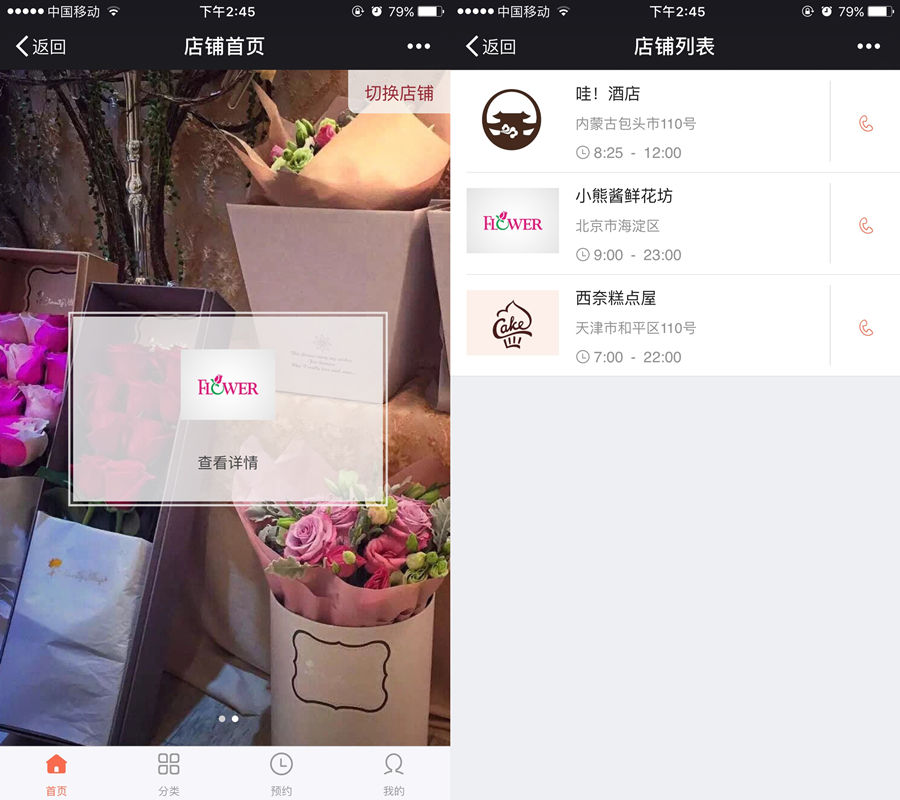 中国移动
下午2:45
79%
返回
店铺首页
切换店铺
FLOWER
查看详情
首页
分类
预约
我的
中国移动
下午2:45
79%
返回
店铺列表
哇！酒店
内蒙古包头市110号
8:25 - 12:00
FLOWER
小熊酱鲜花坊
北京市海淀区
9:00 - 23:00
Cake
西奈糕点屋
天津市和平区110号
7:00 - 22:00